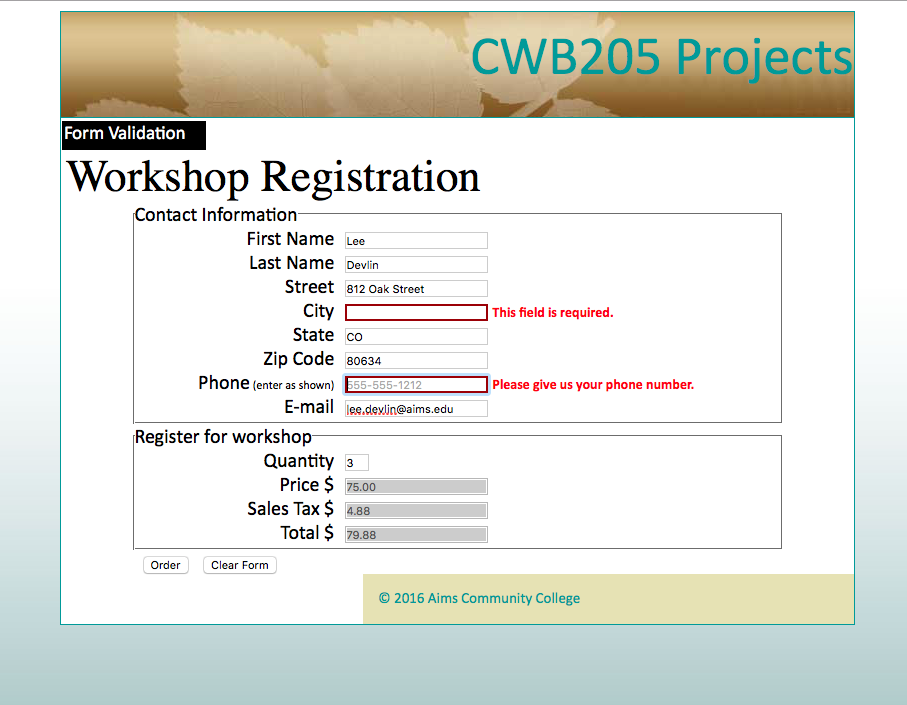 CWB205 Projects
Form Validation
Workshop Registration
Contact Information
First Name Lee
Last Name Devlin
Street 812 Oak Street
City This field is required.
State CO
Zip Code 80634
Phone (enter as shown) 555-555-1212 Please give us your phone number.
E-mail lee.devlin@aims.edu
Register for workshop
Quantity 3
Price $ 75.00
Sales Tax $ 4.88
Total $ 79.88
Order Clear Form
© 2016 Aims Community College